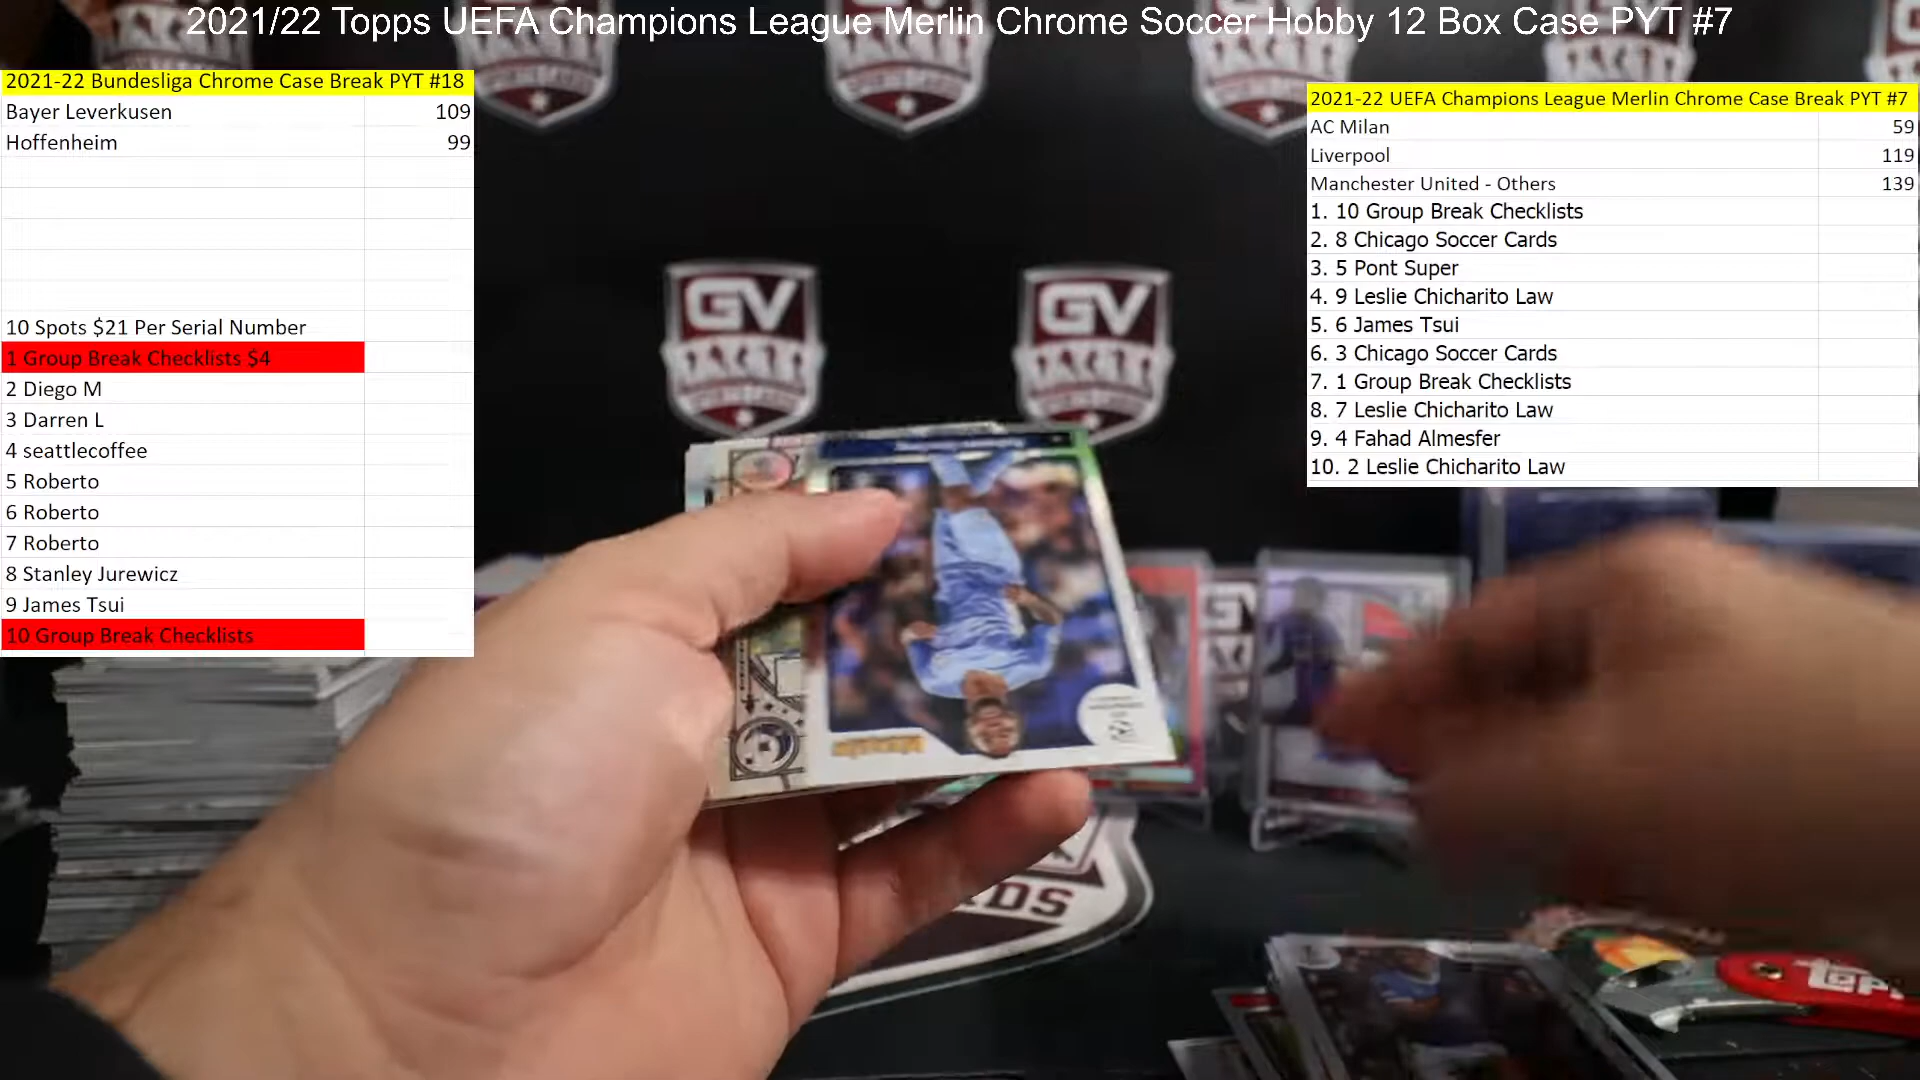 2021/22 Topps UEFA Champions League Merlin Chrome Soccer Hobby 12 Box Case PYT #7
2021-22 Bundesliga Chrome Case Break PYT #18
Bayer Leverkusen 109
Hoffenheim 99
10 Spots $21 Per Serial Number
1 Group Break Checklists $4
2 Diego M
3 Darren L
4 seattlecoffee
5 Roberto
6 Roberto
7 Roberto
8 Stanley Jurewicz
9 James Tsui
10 Group Break Checklists
2021-22 UEFA Champions League Merlin Chrome Case Break PYT #7
AC Milan 59
Liverpool 119
Manchester United - Others 139
1. 10 Group Break Checklists
2. 8 Chicago Soccer Cards
3. 5 Pont Super
4. 9 Leslie Chicharito Law
5. 6 James Tsui
6. 3 Chicago Soccer Cards
7. 1 Group Break Checklists
8. 7 Leslie Chicharito Law
9. 4 Fahad Almesfer
10. 2 Leslie Chicharito Law
GV
GV
GV